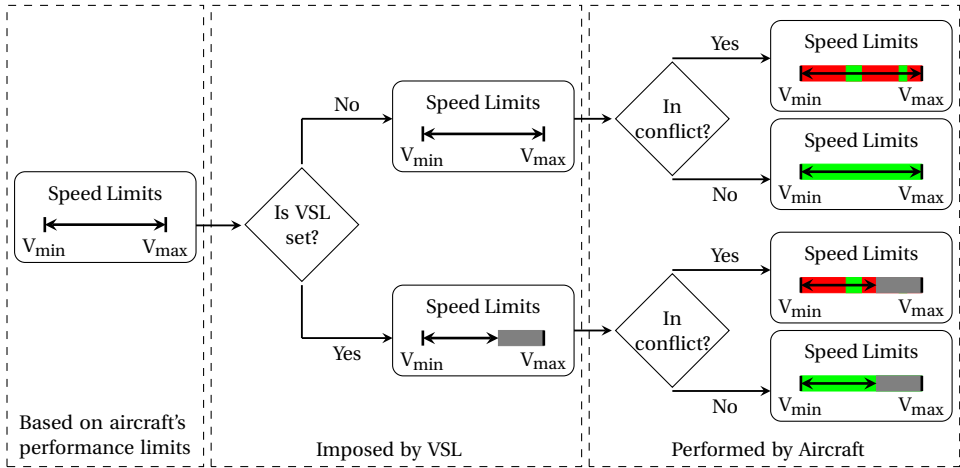 Speed Limits
Vmin
Vmax
Based on aircraft's
performance limits
Is VSL
set?
No
Yes
Speed Limits
Vmin
Vmax
Speed Limits
Vmin
Vmax
Imposed by VSL
In
conflict?
Yes
No
Speed Limits
Vmin
Vmax
Speed Limits
Vmin
Vmax
In
conflict?
Yes
No
Speed Limits
Vmin
Vmax
Speed Limits
Vmin
Vmax
Performed by Aircraft